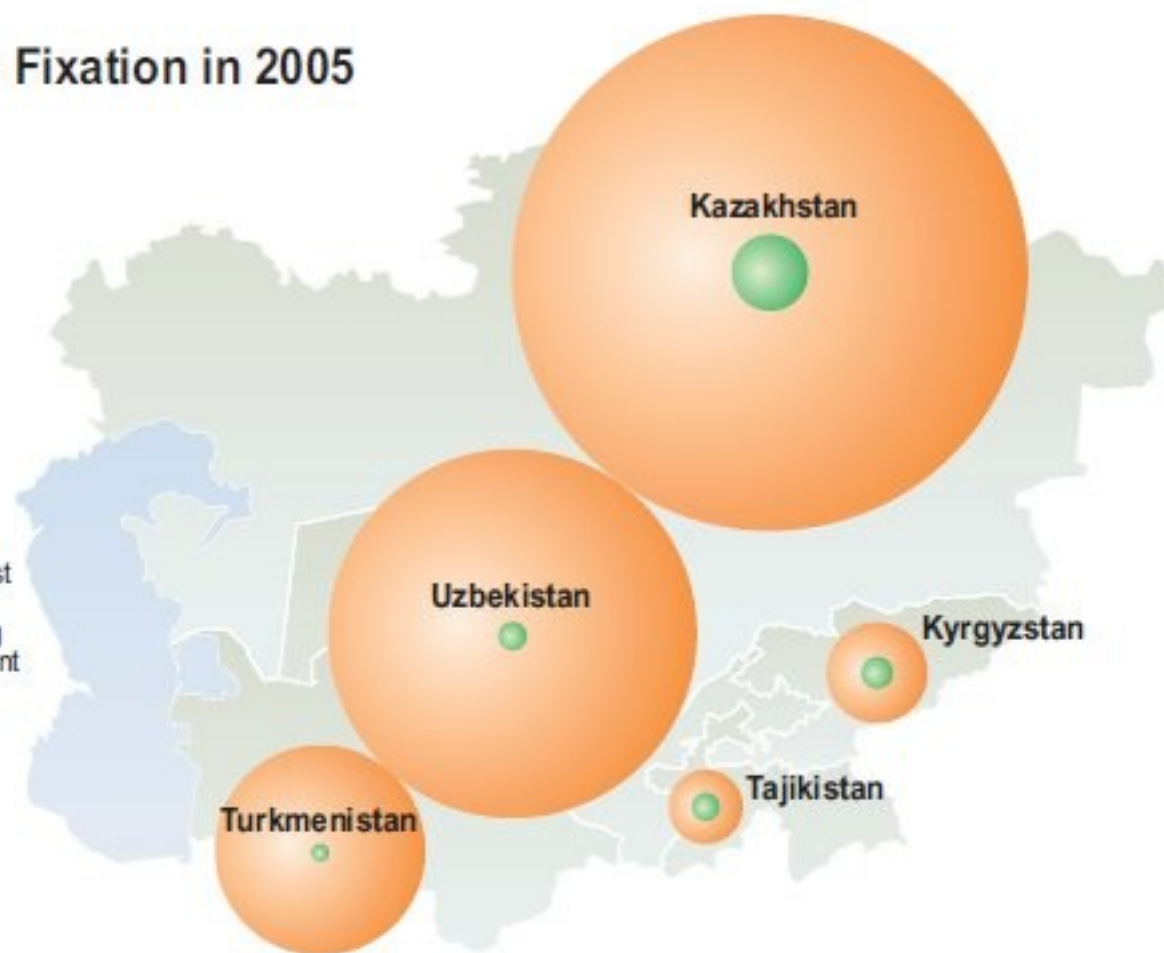 Fixation in 2005
Kazakhstan
Uzbekistan
Kyrgyzstan
Tajikistan
Turkmenistan